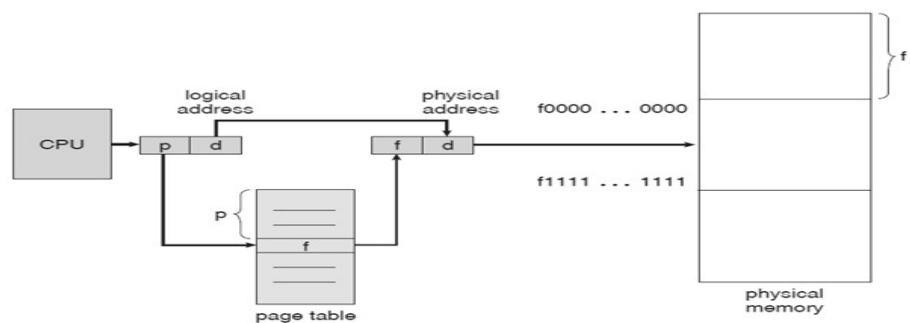 logical
address
physical
address
f0000 ... 0000
f
CPU
p d
f d
f1111 ... 1111
p
f
page table
physical
memory